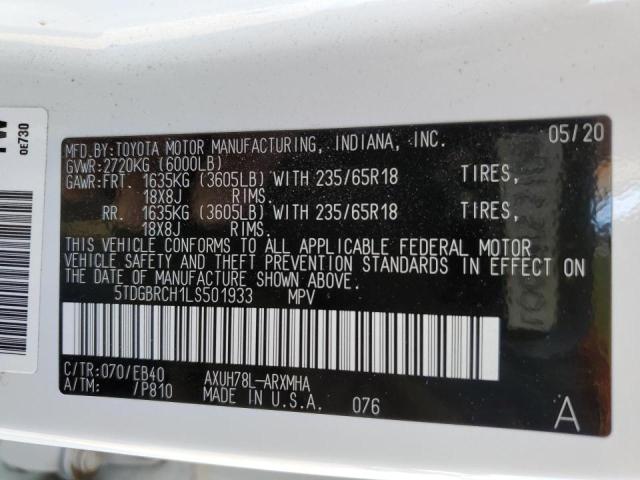 OE730
MFD.BY:TOYOTA MOTOR MANUFACTURING, INDIANA, INC. 05/20
GVWR:2720KG (6000LB)
GAWR:FRT. 1635KG (3605LB) WITH 235/65R18 TIRES,
18X8J RIMS.
RR. 1635KG (3605LB) WITH 235/65R18 TIRES,
18X8J RIMS.
THIS VEHICLE CONFORMS TO ALL APPLICABLE FEDERAL MOTOR
VEHICLE SAFETY AND THEFT PREVENTION STANDARDS IN EFFECT ON
THE DATE OF MANUFACTURE SHOWN ABOVE.
5TDGBRCH1LS501933 MPV
C/TR:070/EB40 AXUH78L-ARXMHA
A/TM: /P810 MADE IN U.S.A. 076 A